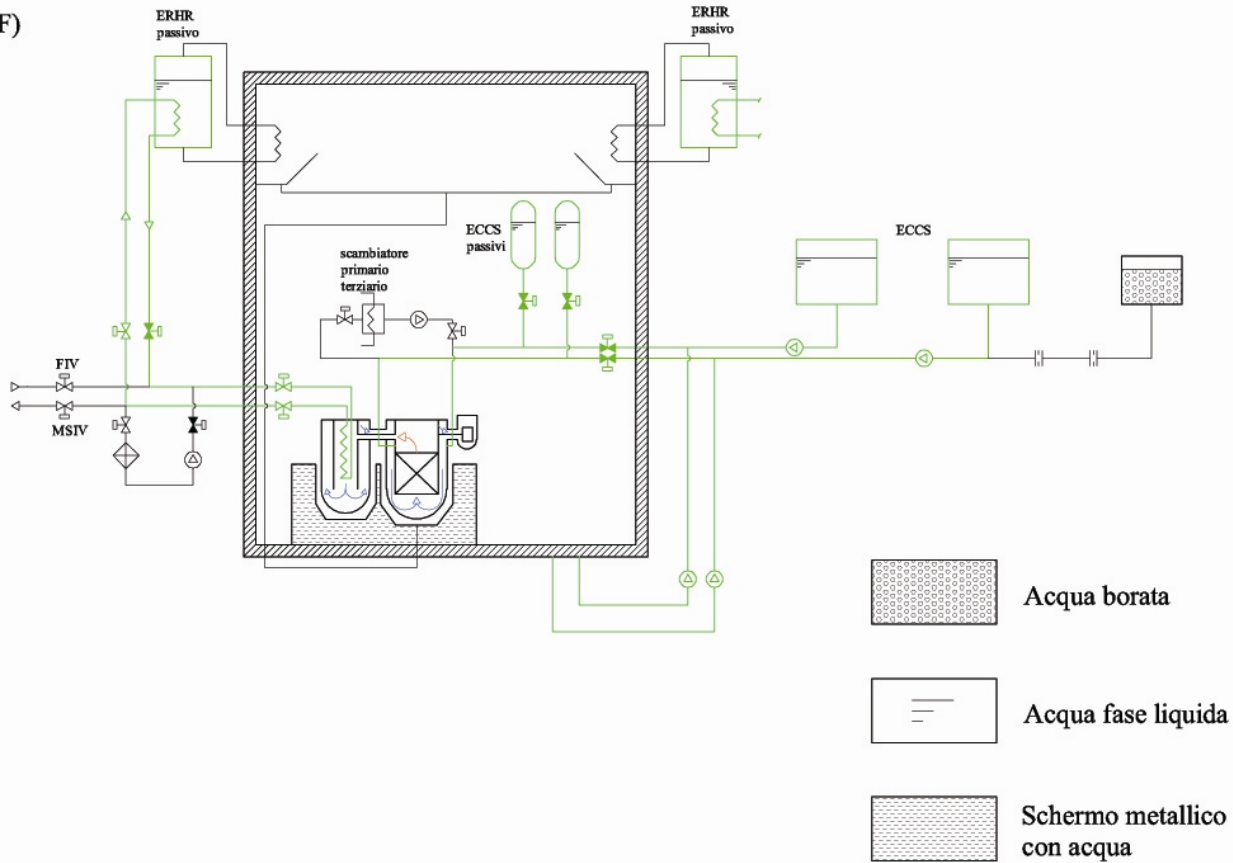 F)
ERHR
passivo
ERHR
passivo
ECCS
passivi
ECCS
scambiatore
primario
terziario
FIV
MSIV
Acqua borata
Acqua fase liquida
Schermo metallico
con acqua